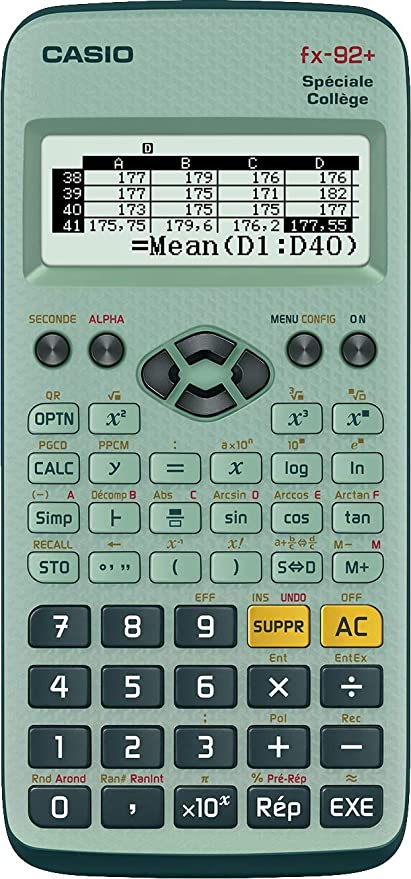 CASIO fx-92+
Spéciale
Collège
D
A B C D
38 177 179 176 176
39 177 175 171 182
40 173 175 175 177
41 175,75 179,6 176,2 177,55
=Mean(D1:D40)
SECONDE ALPHA MENU CONFIG ON
QR √■ ³√■ ■√□
OPTN x² x³ x■
PGCD PPCM : a×10ⁿ 10■ e■
CALC y = x log ln
(−) A Décomp B Abs C Arcsin D Arccos E Arctan F
Simp ⊦ sin cos tan
RECALL ← x⁻¹ x! a+b/c⇔d/c M− M
STO °’” ( ) S⇔D M+
EFF INS UNDO OFF
7 8 9 SUPPR AC
Ent EntEx
4 5 6 × ÷
; Pol Rec
1 2 3 + −
Rnd Arond Ran# RanInt π % Pré-Rép ≈
0 , ×10ˣ Rép EXE